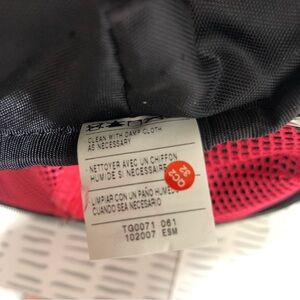 CLEAN WITH DAMP CLOTH
AS NECESSARY
NETTOYER AVEC UN CHIFFON
HUMIDE SI NECESSAIRE
LIMPIAR CON UN PAÑO HUMEDO
CUANDO SEA NECESARIO
TG0071 061
102007 ESM